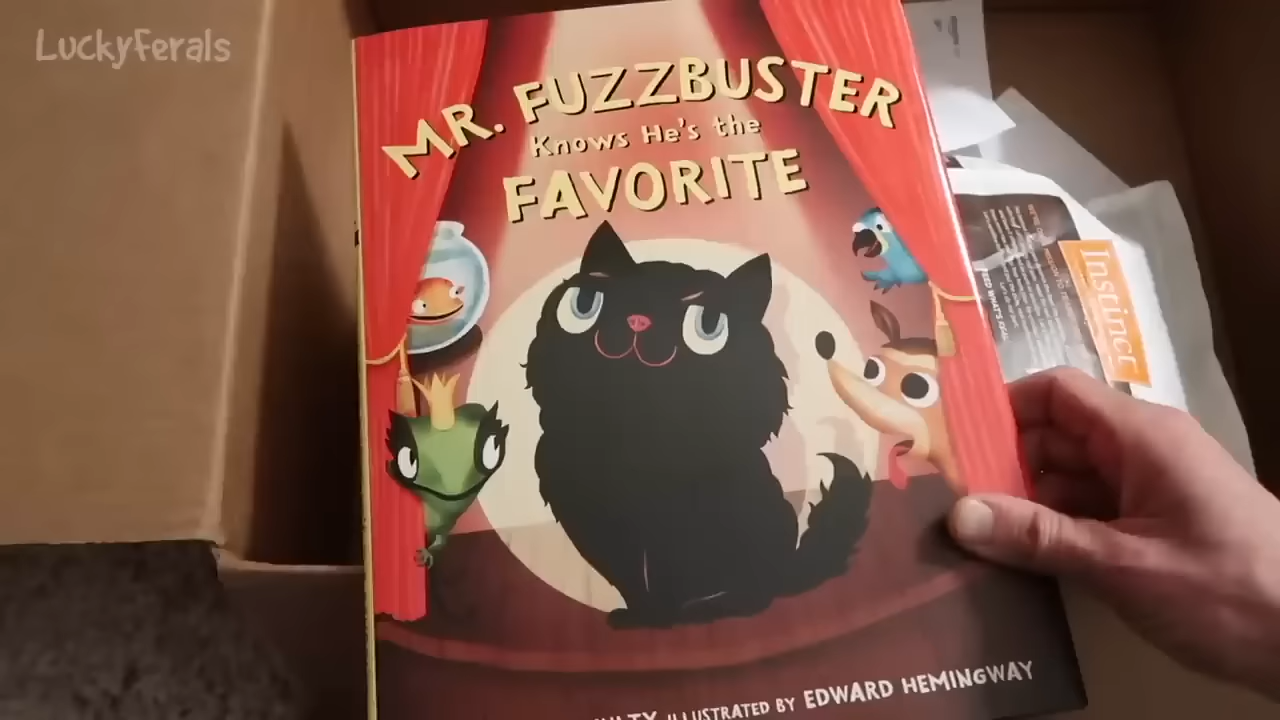 LuckyFerals
MR. FUZZBUSTER
Knows He's the
FAVORITE
Instinct
ILLUSTRATED BY EDWARD HEMINGWAY